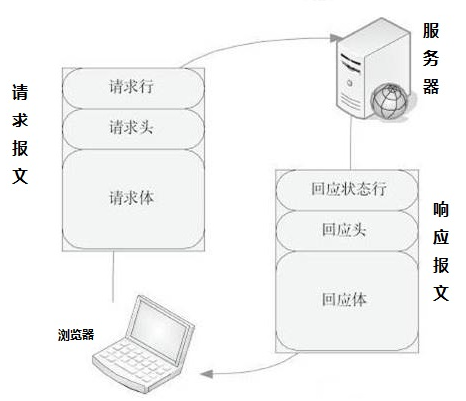 服务器
请求报文
请求行
请求头
请求体
响应报文
回应状态行
回应头
回应体
浏览器